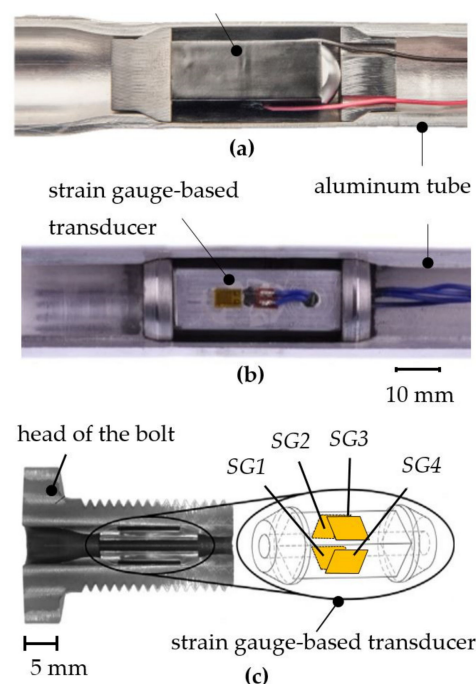 (a)
strain gauge-based
transducer
aluminum tube
(b)
10 mm
head of the bolt
SG1
SG2
SG3
SG4
5 mm
strain gauge-based transducer
(c)